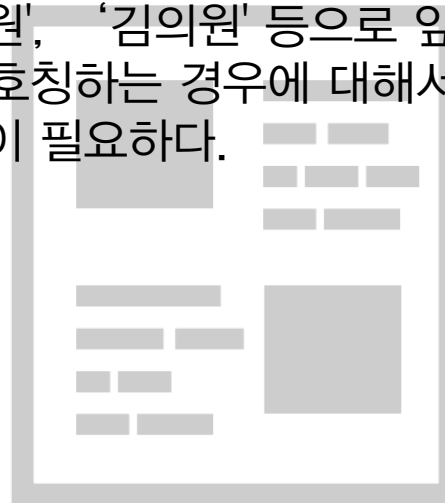 원', ‘김의원' 등으로 앞
호칭하는 경우에 대해서
이 필요하다.